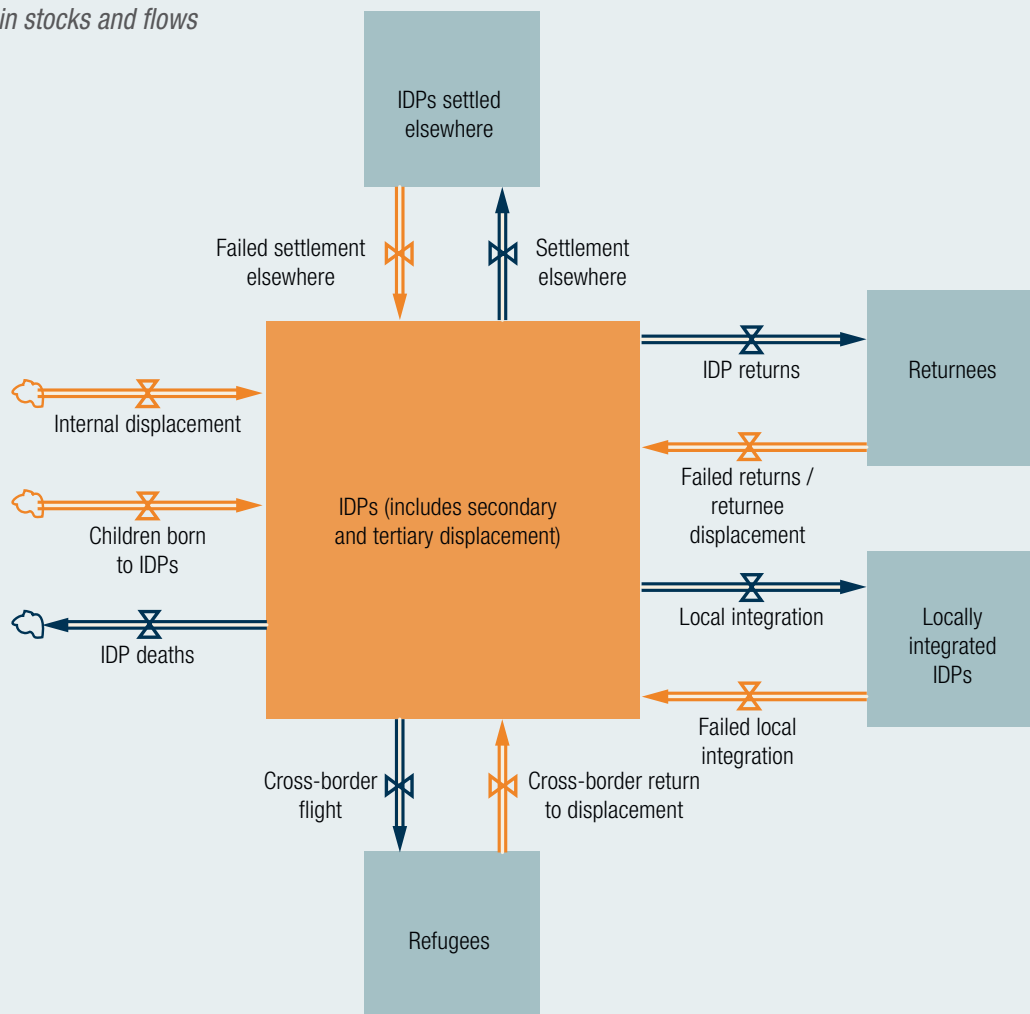 in stocks and flows
IDPs settled
elsewhere
Failed settlement
elsewhere
Settlement
elsewhere
IDP returns
Returnees
Internal displacement
Failed returns /
returnee
displacement
Children born
to IDPs
IDPs (includes secondary
and tertiary displacement)
Local integration
Locally
integrated
IDPs
IDP deaths
Failed local
integration
Cross-border
flight
Cross-border return
to displacement
Refugees